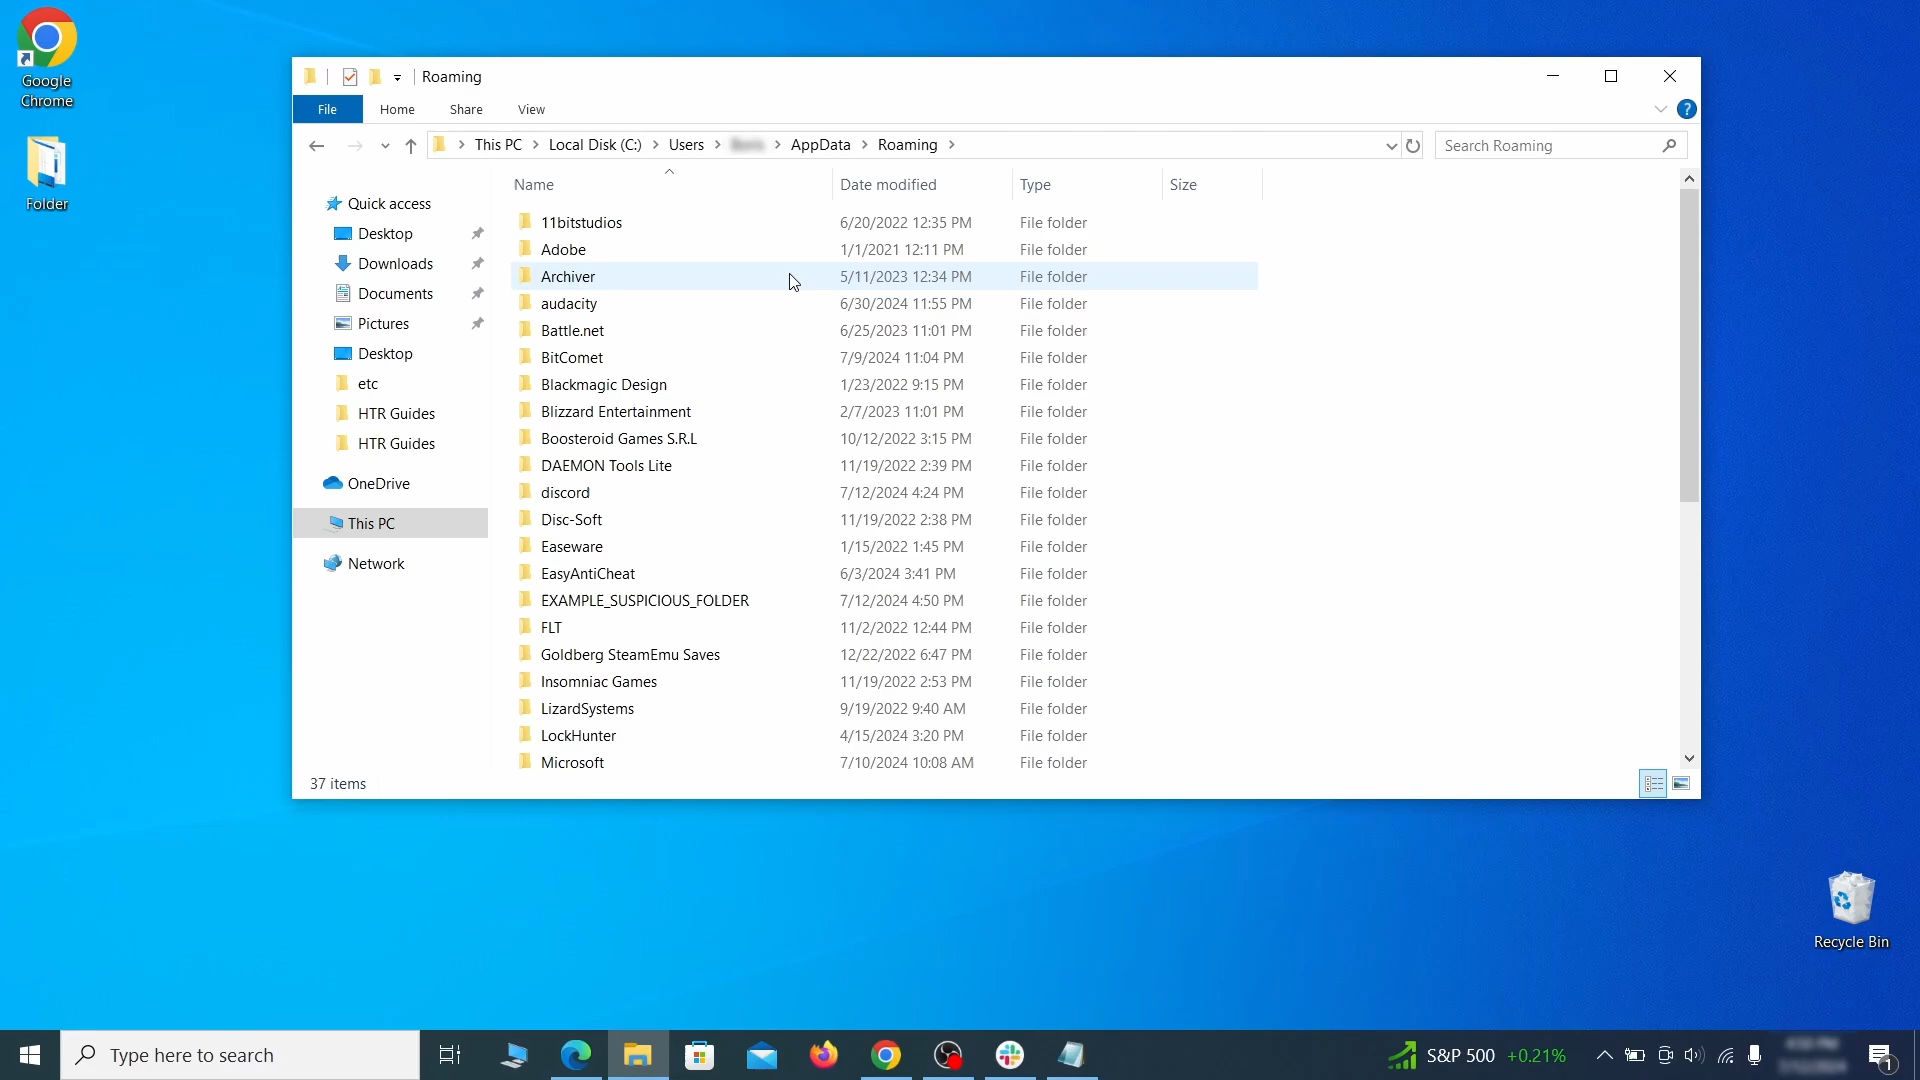 Google
Chrome
Folder
Roaming
File Home Share View
This PC Local Disk (C:) Users AppData Roaming
Search Roaming
Name Date modified Type Size
Quick access
Desktop
Downloads
Documents
Pictures
Desktop
etc
HTR Guides
HTR Guides
OneDrive
This PC
Network
11bitstudios 6/20/2022 12:35 PM File folder
Adobe 1/1/2021 12:11 PM File folder
Archiver 5/11/2023 12:34 PM File folder
audacity 6/30/2024 11:55 PM File folder
Battle.net 6/25/2023 11:01 PM File folder
BitComet 7/9/2024 11:04 PM File folder
Blackmagic Design 1/23/2022 9:15 PM File folder
Blizzard Entertainment 2/7/2023 11:01 PM File folder
Boosteroid Games S.R.L 10/12/2022 3:15 PM File folder
DAEMON Tools Lite 11/19/2022 2:39 PM File folder
discord 7/12/2024 4:24 PM File folder
Disc-Soft 11/19/2022 2:38 PM File folder
Easeware 1/15/2022 1:45 PM File folder
EasyAntiCheat 6/3/2024 3:41 PM File folder
EXAMPLE_SUSPICIOUS_FOLDER 7/12/2024 4:50 PM File folder
FLT 11/2/2022 12:44 PM File folder
Goldberg SteamEmu Saves 12/22/2022 6:47 PM File folder
Insomniac Games 11/19/2022 2:53 PM File folder
LizardSystems 9/19/2022 9:40 AM File folder
LockHunter 4/15/2024 3:20 PM File folder
Microsoft 7/10/2024 10:08 AM File folder
37 items
Recycle Bin
Type here to search
S&P 500 +0.21%
1